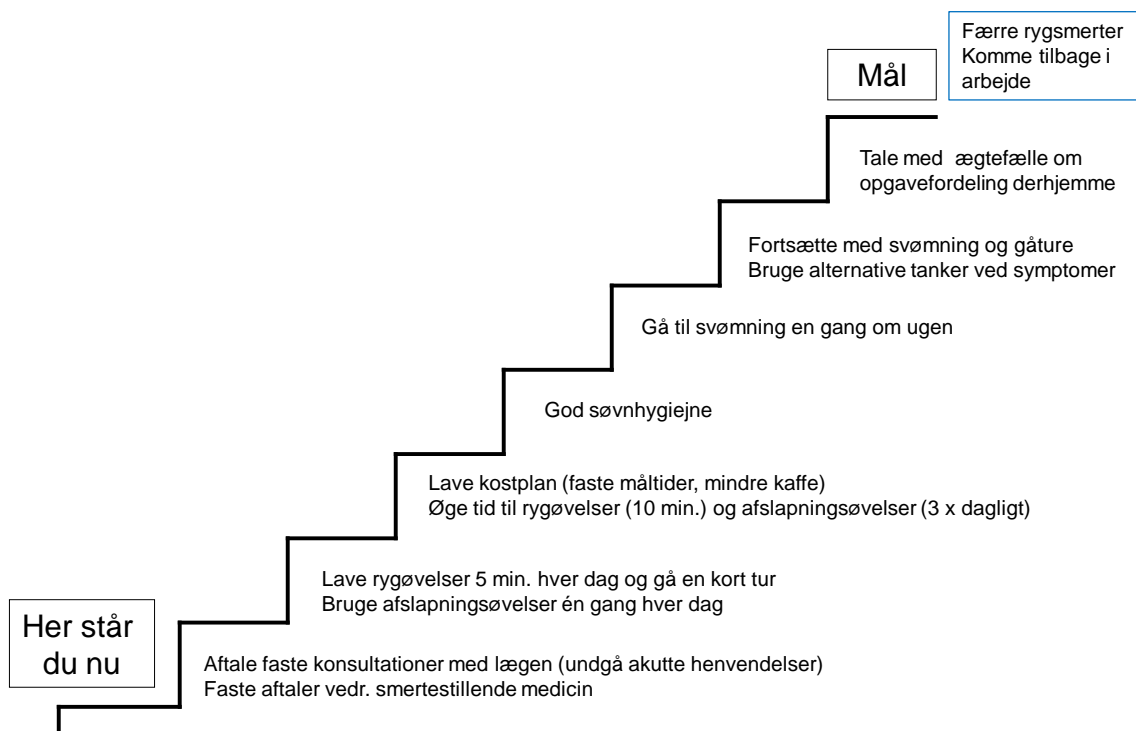 Færre rygsmerter
Komme tilbage i
arbejde
Mål
Tale med ægtefælle om
opgavefordeling derhjemme
Fortsætte med svømning og gåture
Bruge alternative tanker ved symptomer
Gå til svømning en gang om ugen
God søvnhygiejne
Lave kostplan (faste måltider, mindre kaffe)
Øge tid til rygøvelser (10 min.) og afslapningsøvelser (3 x dagligt)
Lave rygøvelser 5 min. hver dag og gå en kort tur
Bruge afslapningsøvelser én gang hver dag
Her står
du nu
Aftale faste konsultationer med lægen (undgå akutte henvendelser)
Faste aftaler vedr. smertestillende medicin